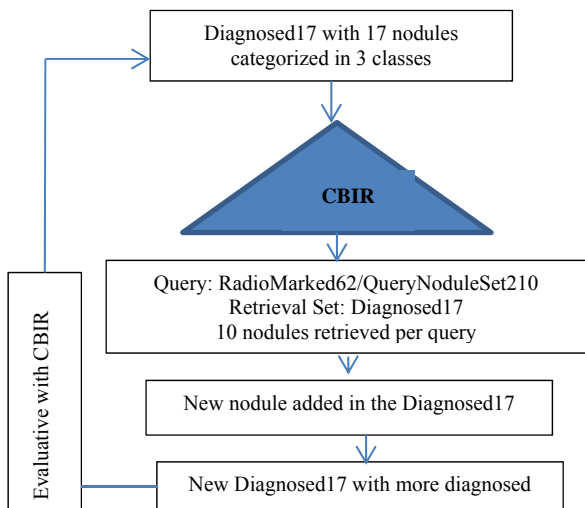 Diagnosed17 with 17 nodules
categorized in 3 classes
CBIR
Query: RadioMarked62/QueryNoduleSet210
Retrieval Set: Diagnosed17
10 nodules retrieved per query
New nodule added in the Diagnosed17
New Diagnosed17 with more diagnosed
Evaluative with CBIR